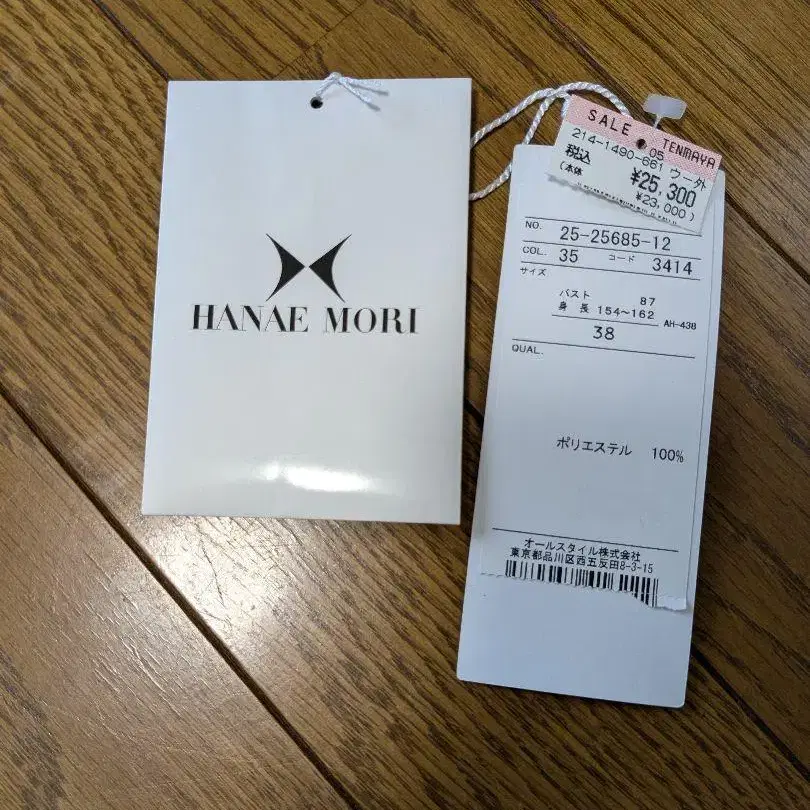 HANAE MORI
SALE 05 TENMAYA
214-1490-661 ウー外
税込 ¥25,300
(本体 ¥23,000)
NO. 25-25685-12
COL. 35 コード 3414
サイズ
バスト 87
身 長 154~162
AH-438
38
QUAL.
ポリエステル 100%
オールスタイル株式会社
東京都品川区西五反田8-3-15